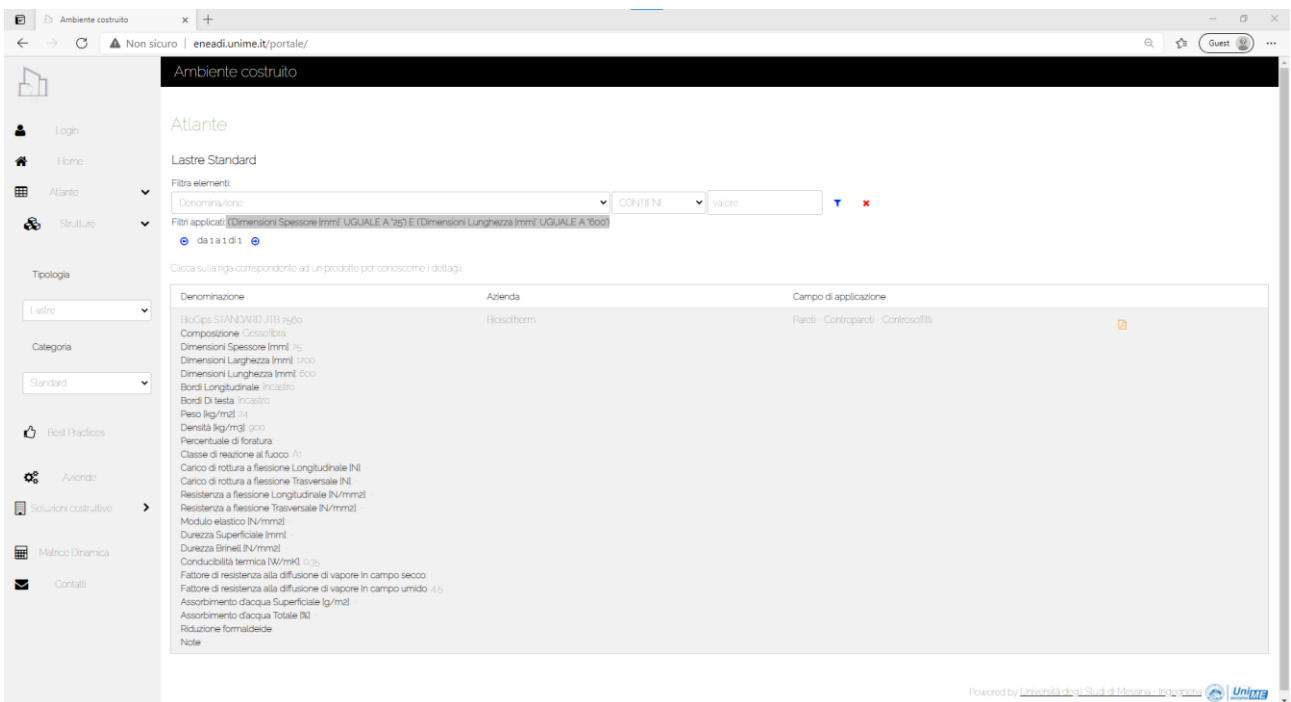 Ambiente costruito
Non sicuro | eneadi.unime.it/portale/
Guest
Ambiente costruito
Login
Home
Atlante
Strutture
Tipologia
Lastre
Categoria
Standard
Best Practices
Aziende
Soluzioni costruttive
Matrice Dinamica
Contatti
Atlante
Lastre Standard
Filtra elementi:
Denominazione CONTIENE valore
Filtri applicati: ('Dimensioni Spessore [mm]' UGUALE A '25') E ('Dimensioni Lunghezza [mm]' UGUALE A '600')
da 1 a 1 di 1
Clicca sulla riga corrispondente ad un prodotto per conoscerne i dettagli.
Denominazione Azienda Campo di applicazione
BioGips STANDARD JTB 2560 Bioisotherm Pareti - Contropareti - Controsoffitti
Composizione: Gessofibra
Dimensioni Spessore [mm]: 25
Dimensioni Larghezza [mm]: 1200
Dimensioni Lunghezza [mm]: 600
Bordi Longitudinale: Incastro
Bordi Di testa: Incastro
Peso [kg/m2]: 24
Densità [kg/m3]: 900
Percentuale di foratura: -
Classe di reazione al fuoco: A1
Carico di rottura a flessione Longitudinale [N]: -
Carico di rottura a flessione Trasversale [N]: -
Resistenza a flessione Longitudinale [N/mm2]: -
Resistenza a flessione Trasversale [N/mm2]: -
Modulo elastico [N/mm2]: -
Durezza Superficiale [mm]: -
Durezza Brinell [N/mm2]: -
Conducibilità termica [W/mK]: 0.35
Fattore di resistenza alla diffusione di vapore In campo secco: -
Fattore di resistenza alla diffusione di vapore In campo umido: 4.5
Assorbimento d'acqua Superficiale [g/m2]: -
Assorbimento d'acqua Totale [%]: -
Riduzione formaldeide: -
Note:
Powered by Università degli Studi di Messina - Ingegneria UniME